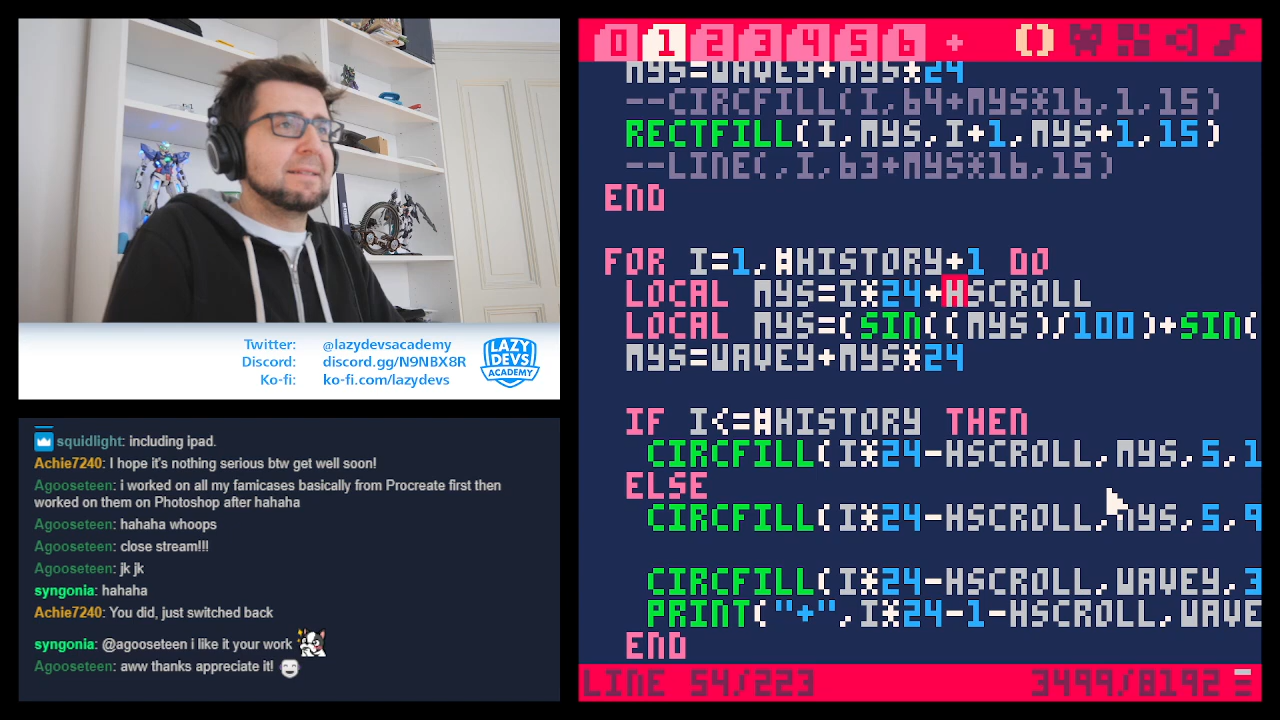 Twitter: @lazydevsacademy
Discord: discord.gg/N9NBX8R
Ko-fi: ko-fi.com/lazydevs
LAZY
DEVS
ACADEMY
squidlight: including ipad.
Achie7240: I hope it's nothing serious btw get well soon!
Agooseteen: i worked on all my famicases basically from Procreate first then
worked on them on Photoshop after hahaha
Agooseteen: hahaha whoops
Agooseteen: close stream!!!
Agooseteen: jk jk
syngonia: hahaha
Achie7240: You did, just switched back
syngonia: @agooseteen i like it your work
Agooseteen: aww thanks appreciate it!
0 1 2 3 4 5 6 +
MYS=WAVEY+MYS*24
--CIRCFILL(I,64+MYS*16,1,15)
RECTFILL(I,MYS,I+1,MYS+1,15)
--LINE(,I,63+MYS*16,15)
END
FOR I=1,#HISTORY+1 DO
LOCAL MYS=I*24+HSCROLL
LOCAL MYS=(SIN((MYS)/100)+SIN(
MYS=WAVEY+MYS*24
IF I<=#HISTORY THEN
CIRCFILL(I*24-HSCROLL,MYS,5,1
ELSE
CIRCFILL(I*24-HSCROLL,MYS,5,9
CIRCFILL(I*24-HSCROLL,WAVEY,3
PRINT("+",I*24-1-HSCROLL,WAVE
END
LINE 54/223 3499/8192